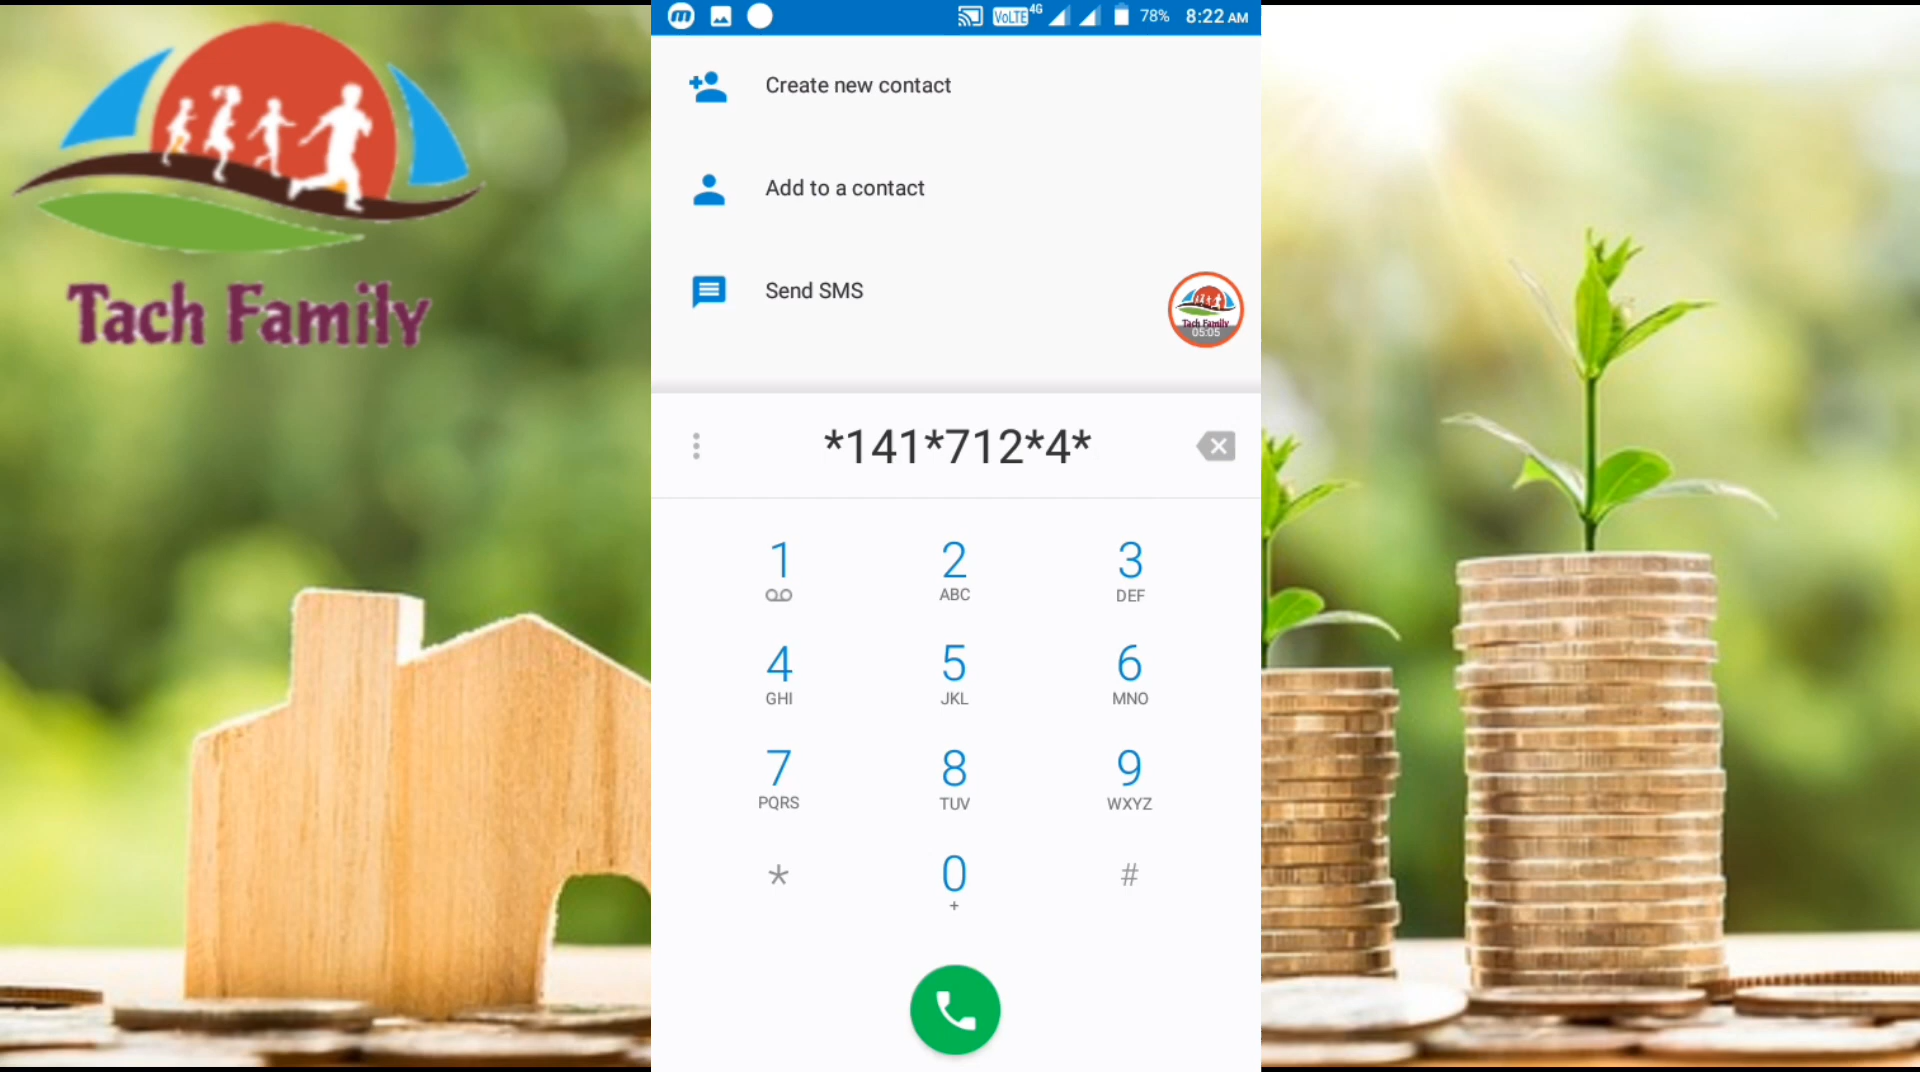 Tach Family
VoLTE 4G 78% 8:22 AM
Create new contact
Add to a contact
Send SMS
Tach Family
05:05
*141*712*4*
1
2
ABC
3
DEF
4
GHI
5
JKL
6
MNO
7
PQRS
8
TUV
9
WXYZ
*
0
+
#